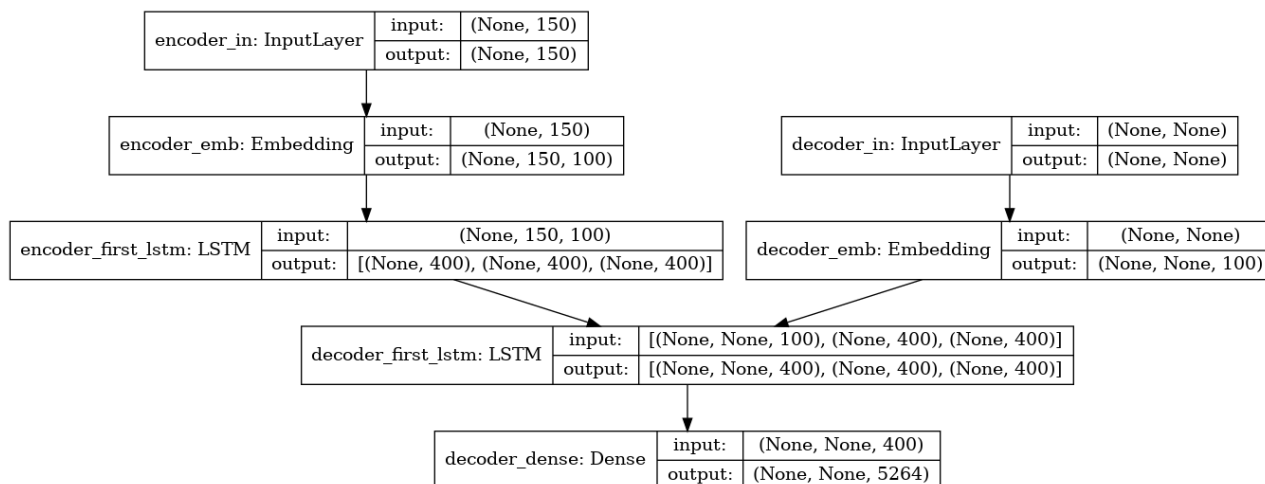 encoder_in: InputLayer
input: (None, 150)
output: (None, 150)
encoder_emb: Embedding
input: (None, 150)
output: (None, 150, 100)
decoder_in: InputLayer
input: (None, None)
output: (None, None)
encoder_first_lstm: LSTM
input: (None, 150, 100)
output: [(None, 400), (None, 400), (None, 400)]
decoder_emb: Embedding
input: (None, None)
output: (None, None, 100)
decoder_first_lstm: LSTM
input: [(None, None, 100), (None, 400), (None, 400)]
output: [(None, None, 400), (None, 400), (None, 400)]
decoder_dense: Dense
input: (None, None, 400)
output: (None, None, 5264)